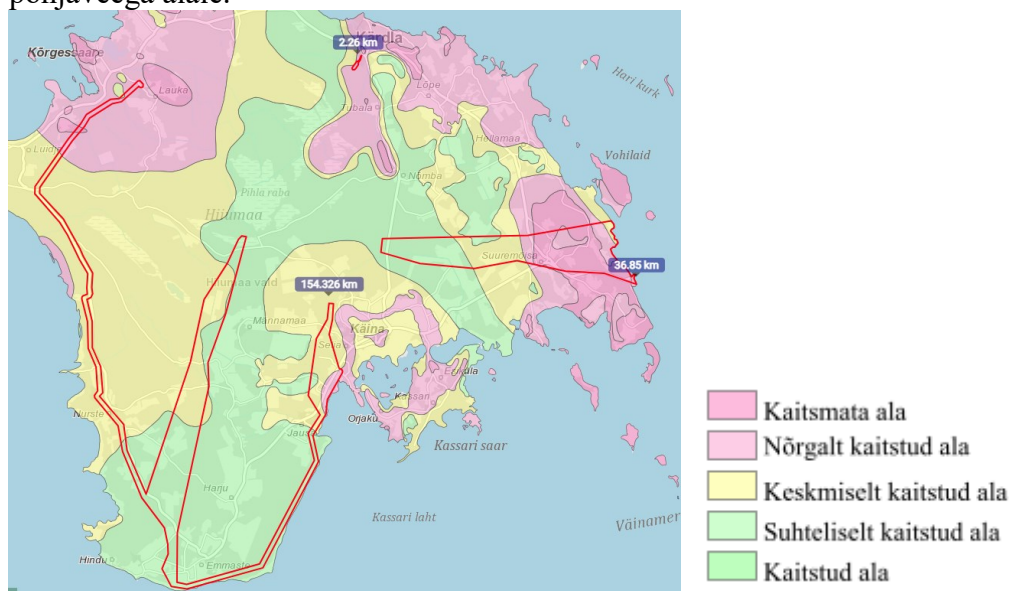 põhjaveega alale.
Kõrgessaare
Kärdla
2.26 km
Hari kurk
Lauka
Lõpe
Tubala
Hellamaa
Luidja
Vohilaid
Nõmba
Pihla raba
Hiiumaa
Suuremõisa
36.85 km
Hiiumaa vald
154.326 km
Männamaa
Käina
Selja
Esiküla
Kassari
Nurste
Orjaku
Jausa
Kassari saar
Harju
Kassari laht
Väinamer
Hindu
Emmaste
Kaitsmata ala
Nõrgalt kaitstud ala
Keskmiselt kaitstud ala
Suhteliselt kaitstud ala
Kaitstud ala